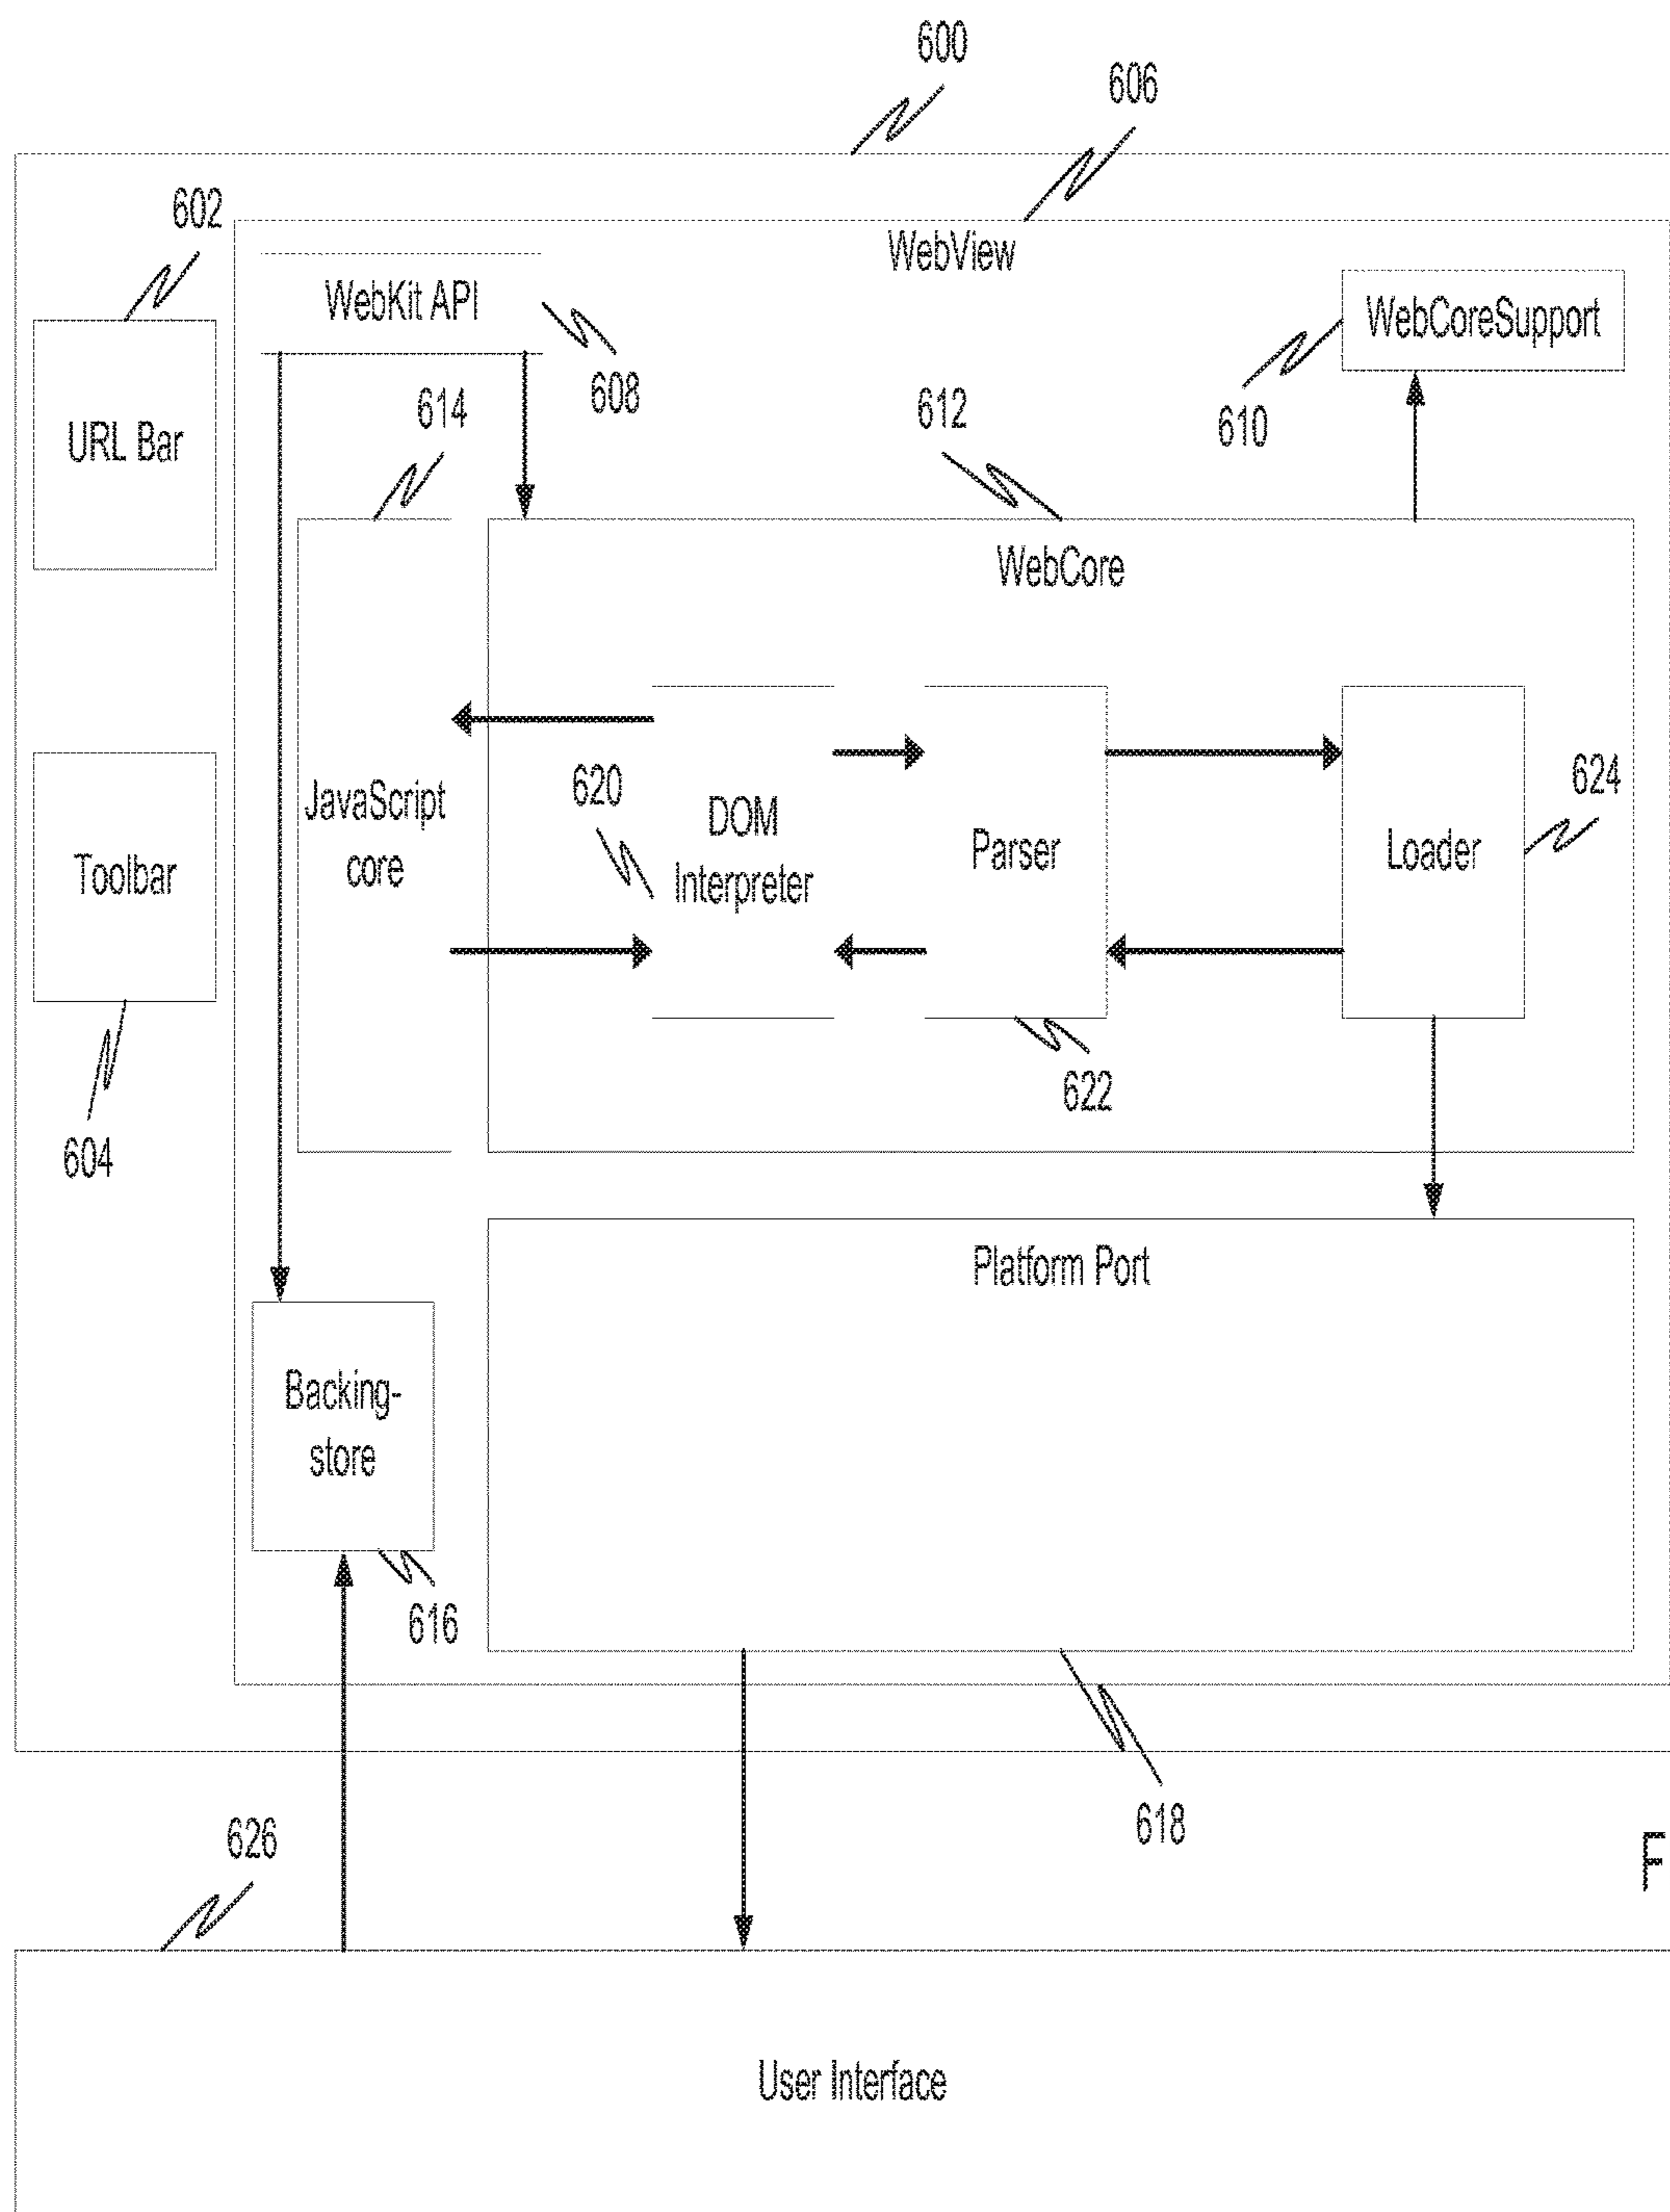 600
606
602
WebView
WebKit API
WebCoreSupport
608
614
612
610
URL Bar
WebCore
620
624
JavaScript
core
DOM
Interpreter
Parser
Loader
Toolbar
622
604
Platform Port
Backing-
store
616
618
626
F
User Interface